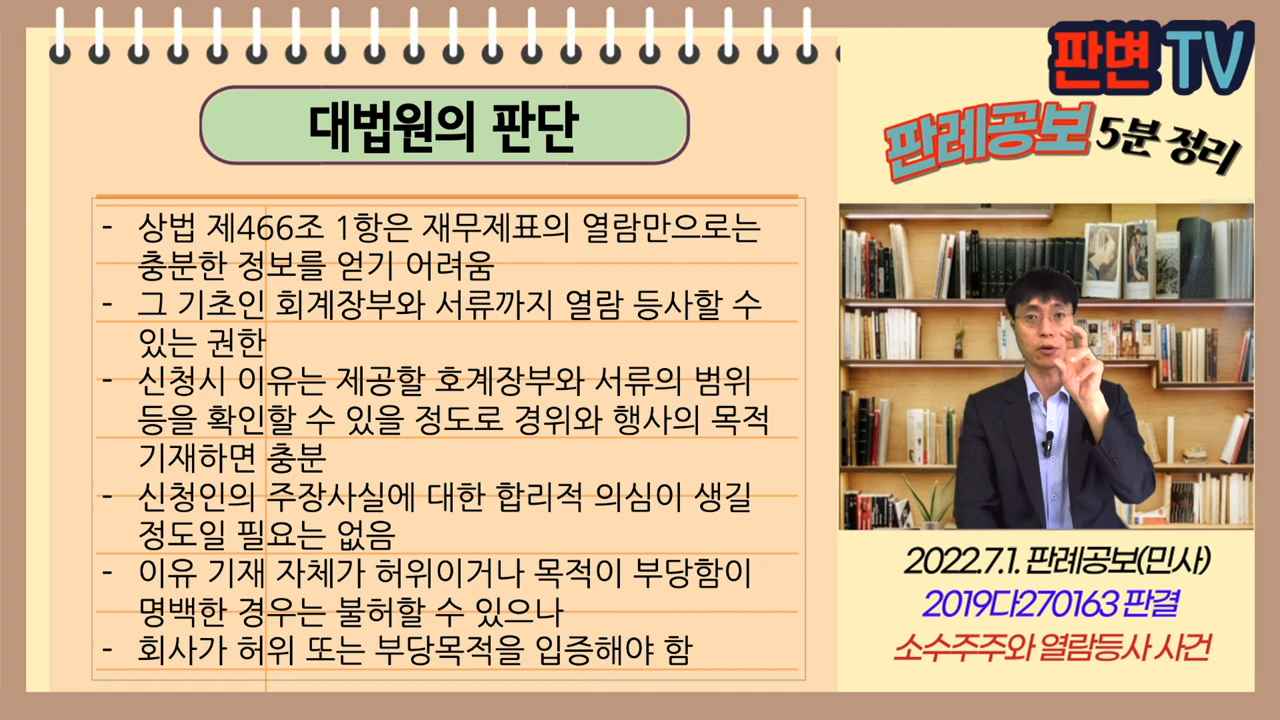 대법원의 판단
- 상법 제466조 1항은 재무제표의 열람만으로는
충분한 정보를 얻기 어려움
- 그 기초인 회계장부와 서류까지 열람 등사할 수
있는 권한
- 신청시 이유는 제공할 호계장부와 서류의 범위
등을 확인할 수 있을 정도로 경위와 행사의 목적
기재하면 충분
- 신청인의 주장사실에 대한 합리적 의심이 생길
정도일 필요는 없음
- 이유 기재 자체가 허위이거나 목적이 부당함이
명백한 경우는 불허할 수 있으나
- 회사가 허위 또는 부당목적을 입증해야 함
판변 TV
판례공보 5분 정리
2022.7.1. 판례공보(민사)
2019다270163 판결
소수주주와 열람등사 사건